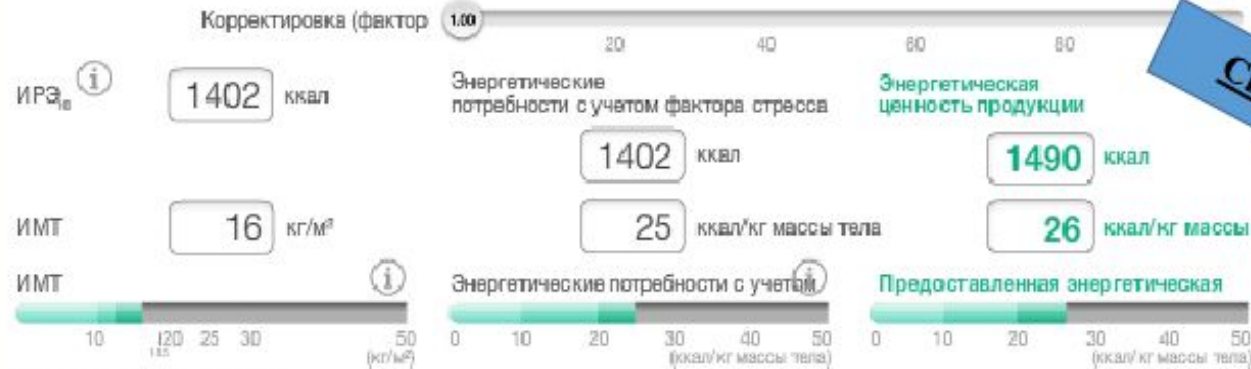 Корректировка (фактор 1.00
20 40 60 80
ИРЭ
1402 ккал
Энергетические
потребности с учетом фактора стресса
1402 ккал
Энергетическая
ценность продукции
1490 ккал
ИМТ 16 кг/м²
25 ккал/кг массы тела
26 ккал/кг массы
ИМТ
10 18.5 20 25 30 50
(кг/м²)
Энергетические потребности с учетом
0 10 20 30 40 50
(ккал/кг массы тела)
Предоставленная энергетическая
0 10 20 30 40 50
(ккал/кг массы тела)